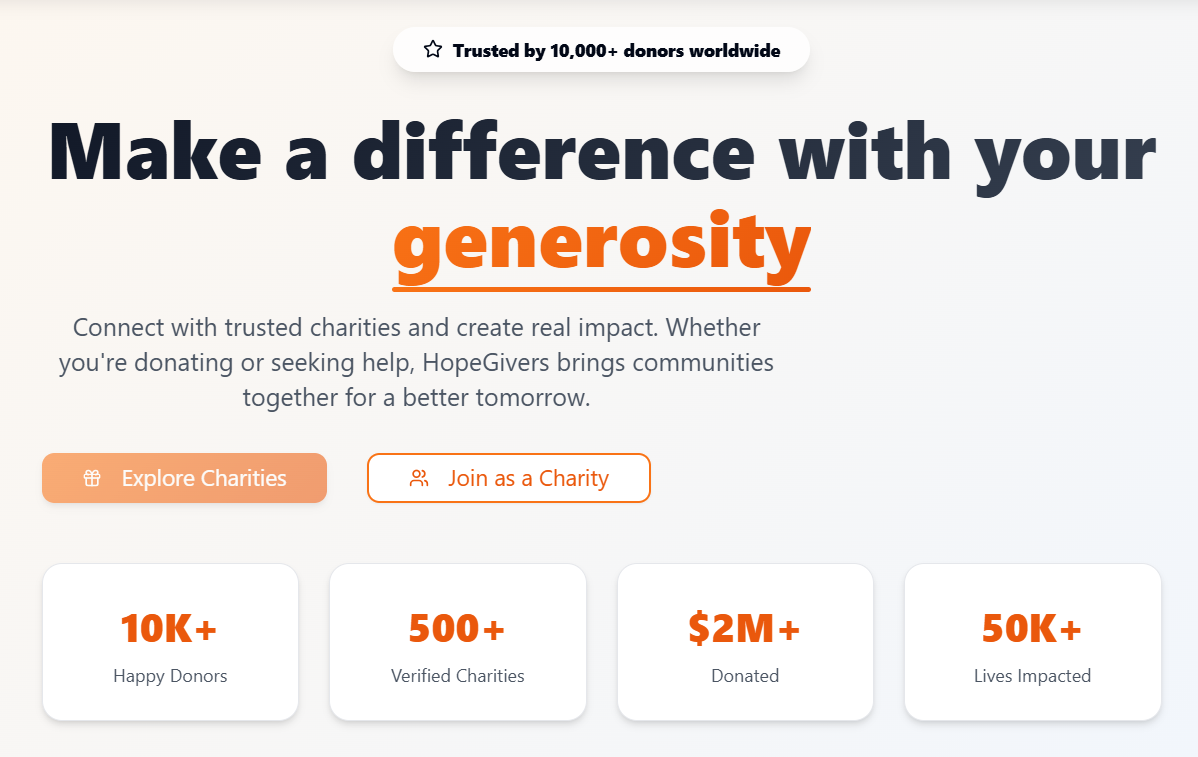 Trusted by 10,000+ donors worldwide
Make a difference with your
generosity
Connect with trusted charities and create real impact. Whether
you're donating or seeking help, HopeGivers brings communities
together for a better tomorrow.
Explore Charities
Join as a Charity
10K+
Happy Donors
500+
Verified Charities
$2M+
Donated
50K+
Lives Impacted